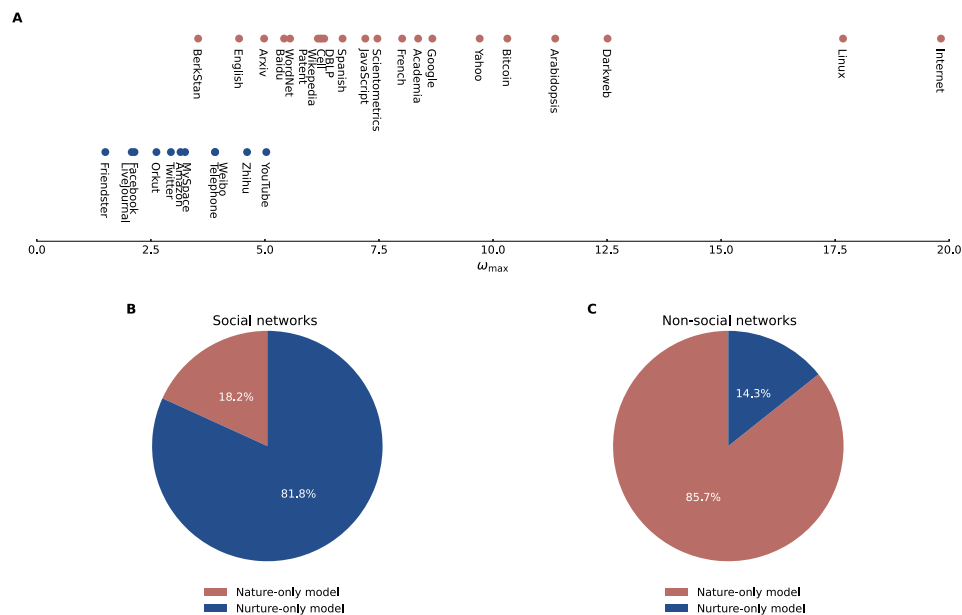 A
BerkStan
English
Arxiv
Baidu
WordNet
Patent
Wikepedia
Cell
DBLP
Spanish
JavaScript
Scientometrics
French
Academia
Google
Yahoo
Bitcoin
Arabidopsis
Darkweb
Linux
Internet
Friendster
LiveJournal
Facebook
Orkut
Twitter
Amazon
MySpace
Telephone
Weibo
Zhihu
YouTube
0.0 2.5 5.0 7.5 10.0 12.5 15.0 17.5 20.0
ω_max
B
Social networks
18.2%
81.8%
Nature-only model
Nurture-only model
C
Non-social networks
14.3%
85.7%
Nature-only model
Nurture-only model